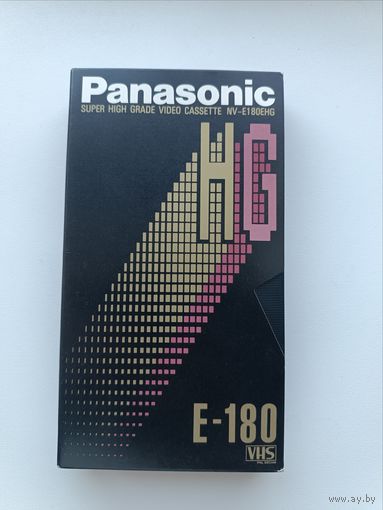 Panasonic
SUPER HIGH GRADE VIDEO CASSETTE NV-E180EHG
HG
E-180
VHS
www.ay.by